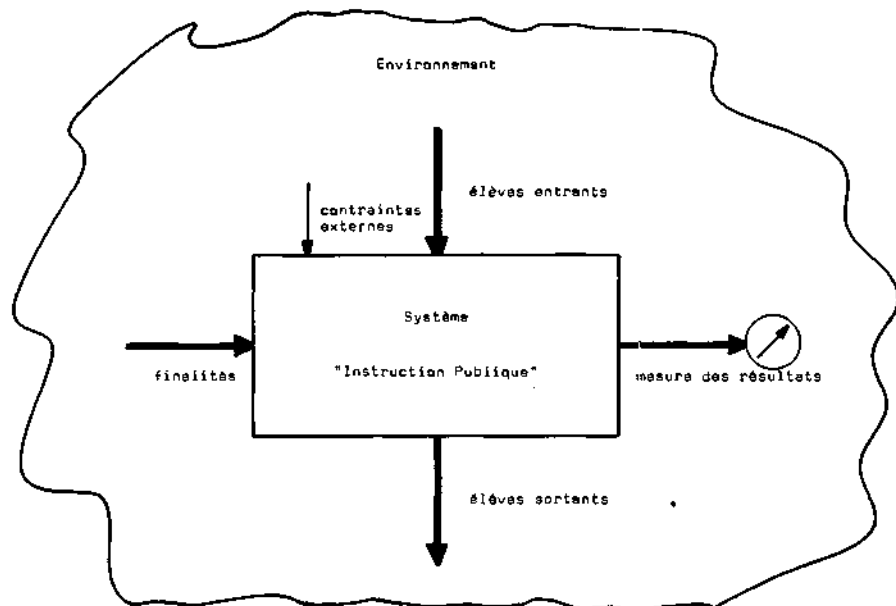 Environnement
élèves entrants
contraintes
externes
Système
"Instruction Publique"
finalités
mesure des résultats
élèves sortants